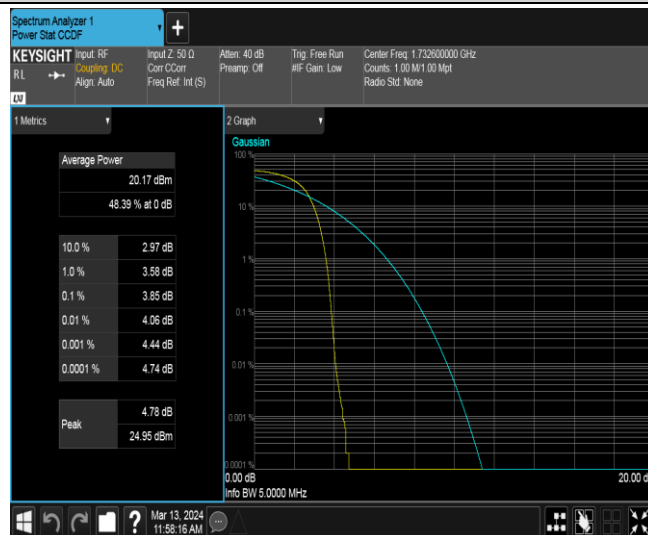 Spectrum Analyzer 1
Power Stat CCDF
+
KEYSIGHT
RL
LXI
Input: RF
Coupling: DC
Align: Auto
Input Z: 50 Ω
Corr CCorr
Freq Ref: Int (S)
Atten: 40 dB
Preamp: Off
Trig: Free Run
#IF Gain: Low
Center Freq: 1.732600000 GHz
Counts: 1.00 M/1.00 Mpt
Radio Std: None
1 Metrics
Average Power
20.17 dBm
48.39 % at 0 dB
10.0 % 2.97 dB
1.0 % 3.58 dB
0.1 % 3.85 dB
0.01 % 4.06 dB
0.001 % 4.44 dB
0.0001 % 4.74 dB
Peak 4.78 dB
24.95 dBm
2 Graph
Gaussian
100 %
10 %
1 %
0.1 %
0.01 %
0.001 %
0.0001 %
0.00 dB
20.00 d
Info BW 5.0000 MHz
?
Mar 13, 2024
11:58:16 AM